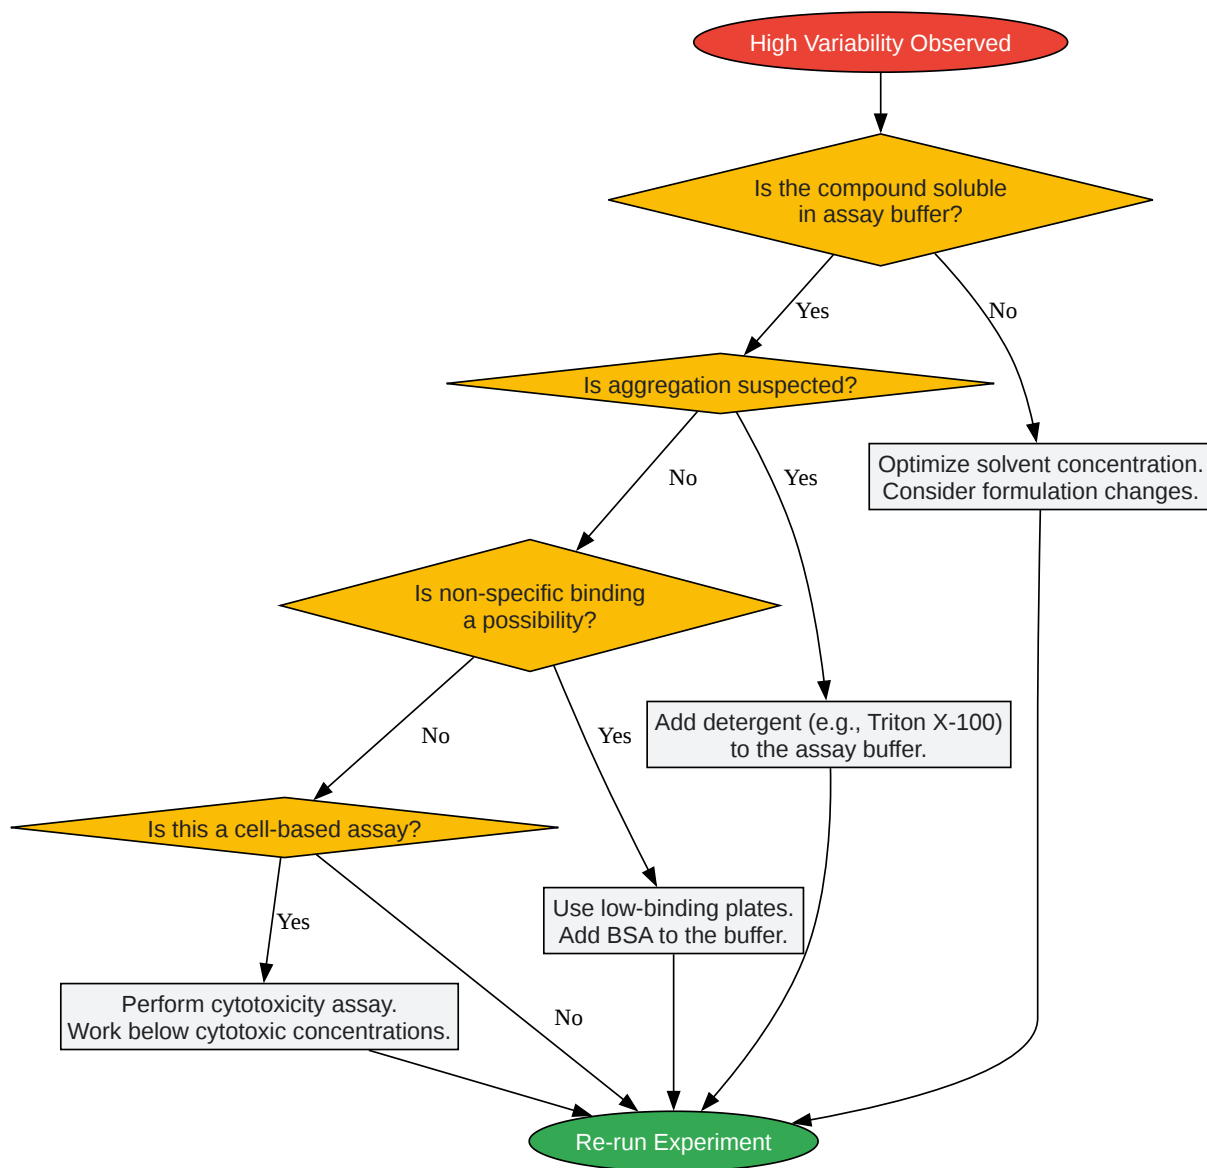 High Variability Observed
Is the compound soluble
in assay buffer?
Yes
No
Is aggregation suspected?
No
Yes
Optimize solvent concentration.
Consider formulation changes.
Is non-specific binding
a possibility?
No
Yes
Add detergent (e.g., Triton X-100)
to the assay buffer.
Is this a cell-based assay?
Yes
No
Use low-binding plates.
Add BSA to the buffer.
Perform cytotoxicity assay.
Work below cytotoxic concentrations.
Re-run Experiment